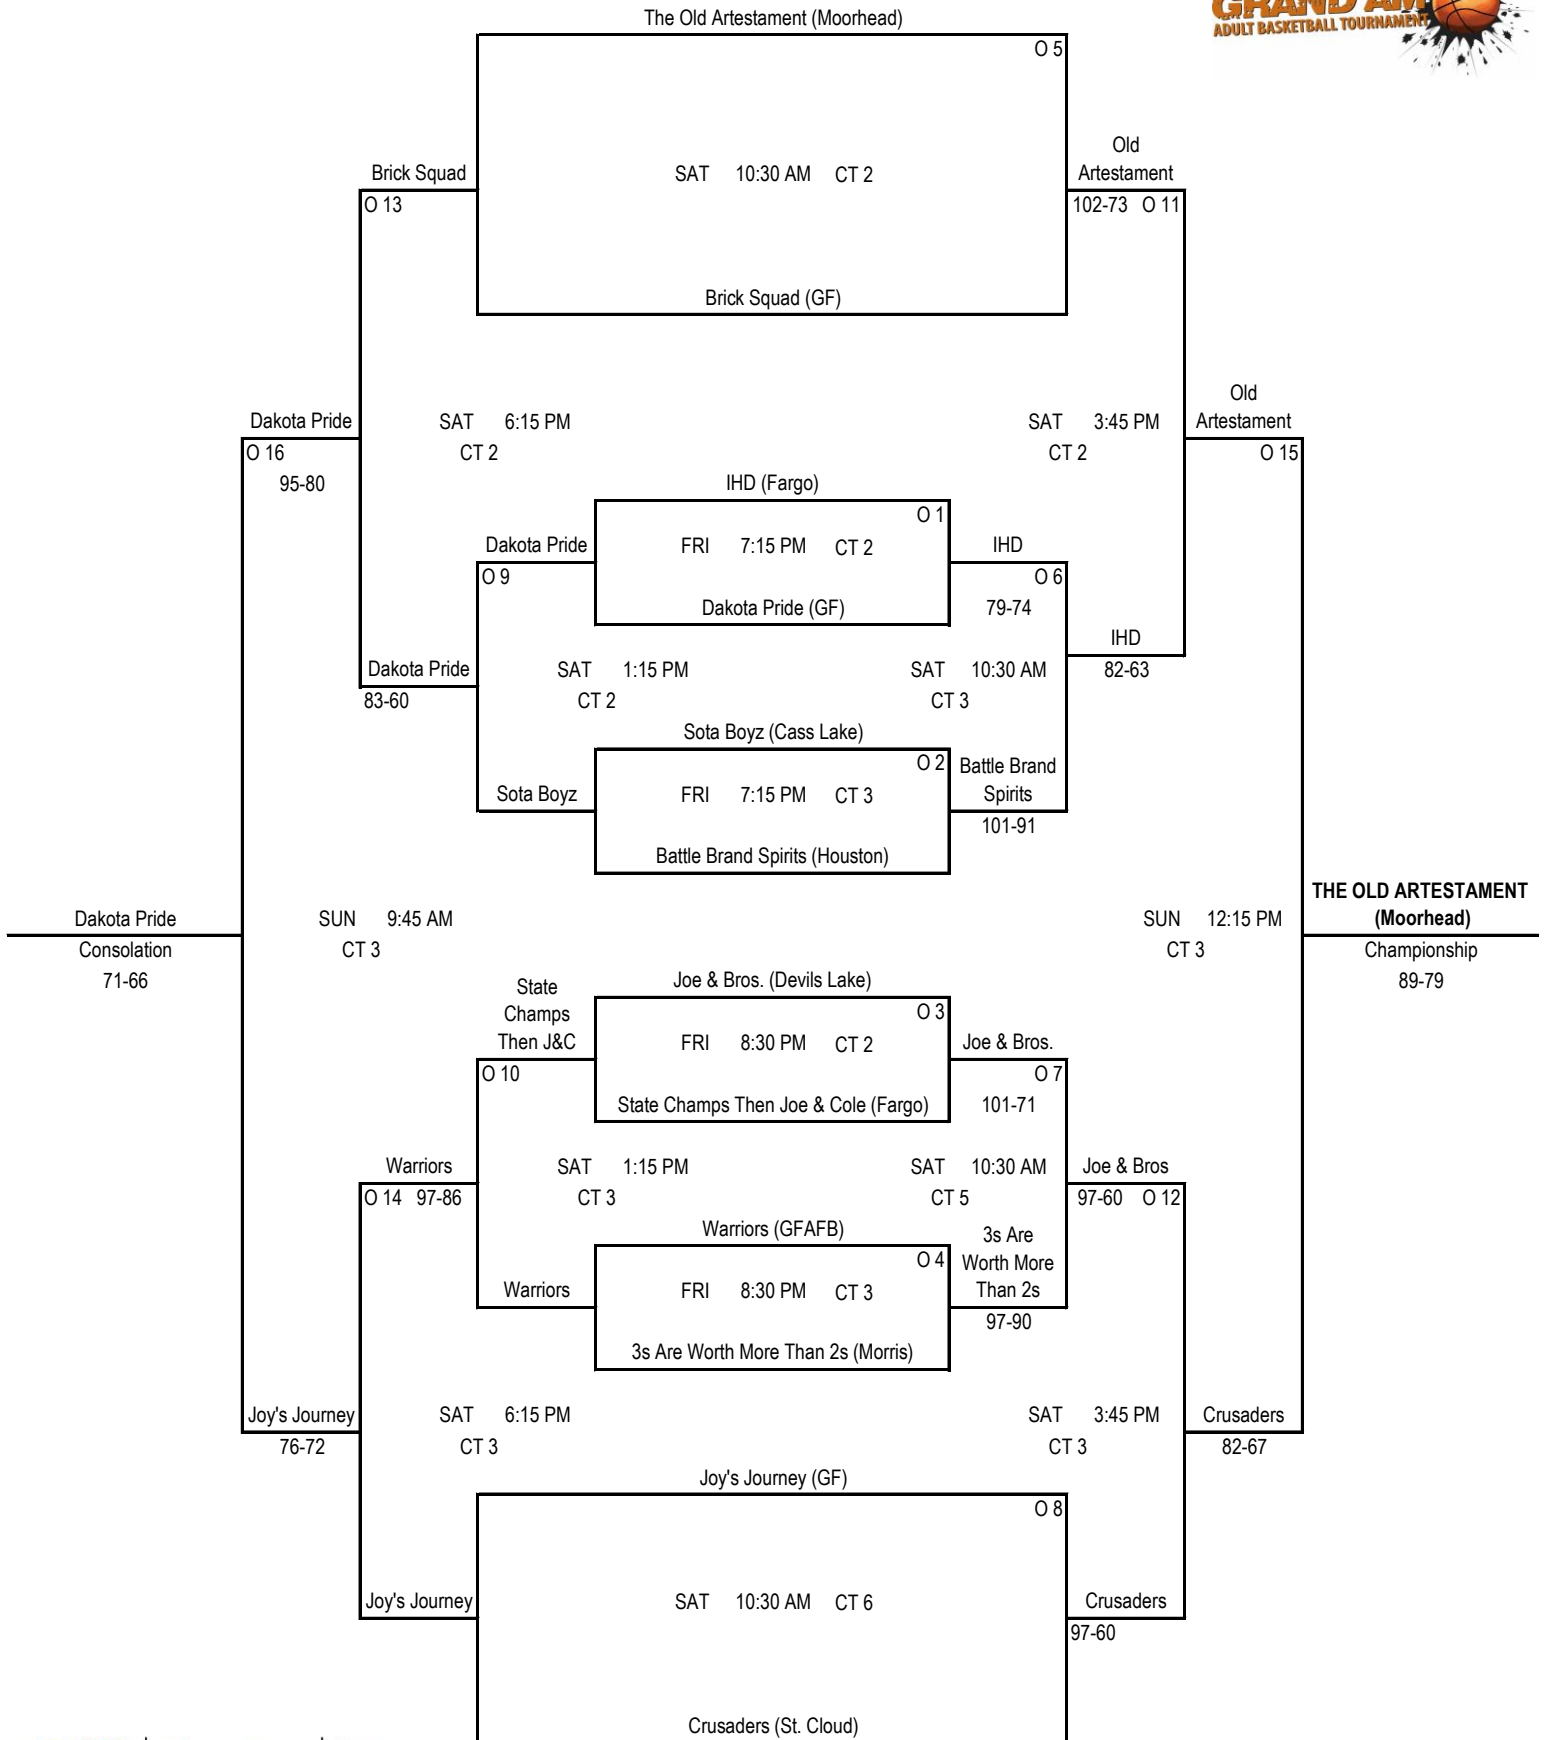 GRAND AM
ADULT BASKETBALL TOURNAMENT
The Old Artestament (Moorhead)
O 5
Old
Artestament
Brick Squad
SAT 10:30 AM CT 2
O 13
102-73 O 11
Brick Squad (GF)
Old
Artestament
Dakota Pride
SAT 6:15 PM
SAT 3:45 PM
O 16
CT 2
CT 2
O 15
95-80
IHD (Fargo)
O 1
Dakota Pride
FRI 7:15 PM CT 2
IHD
O 9
O 6
Dakota Pride (GF)
79-74
IHD
Dakota Pride
SAT 1:15 PM
SAT 10:30 AM
82-63
83-60
CT 2
CT 3
Sota Boyz (Cass Lake)
O 2
Battle Brand
Spirits
Sota Boyz
FRI 7:15 PM CT 3
101-91
Battle Brand Spirits (Houston)
THE OLD ARTESTAMENT
(Moorhead)
Dakota Pride
SUN 9:45 AM
SUN 12:15 PM
Consolation
CT 3
CT 3
Championship
71-66
89-79
Joe & Bros. (Devils Lake)
State
Champs
Then J&C
O 3
FRI 8:30 PM CT 2
Joe & Bros.
O 10
O 7
State Champs Then Joe & Cole (Fargo)
101-71
Warriors
SAT 1:15 PM
SAT 10:30 AM
Joe & Bros
O 14 97-86
CT 3
CT 5
97-60 O 12
Warriors (GFAFB)
O 4
3s Are
Worth More
Than 2s
Warriors
FRI 8:30 PM CT 3
97-90
3s Are Worth More Than 2s (Morris)
Joy's Journey
SAT 6:15 PM
SAT 3:45 PM
Crusaders
76-72
CT 3
CT 3
82-67
Joy's Journey (GF)
O 8
Joy's Journey
SAT 10:30 AM CT 6
Crusaders
97-60
Crusaders (St. Cloud)